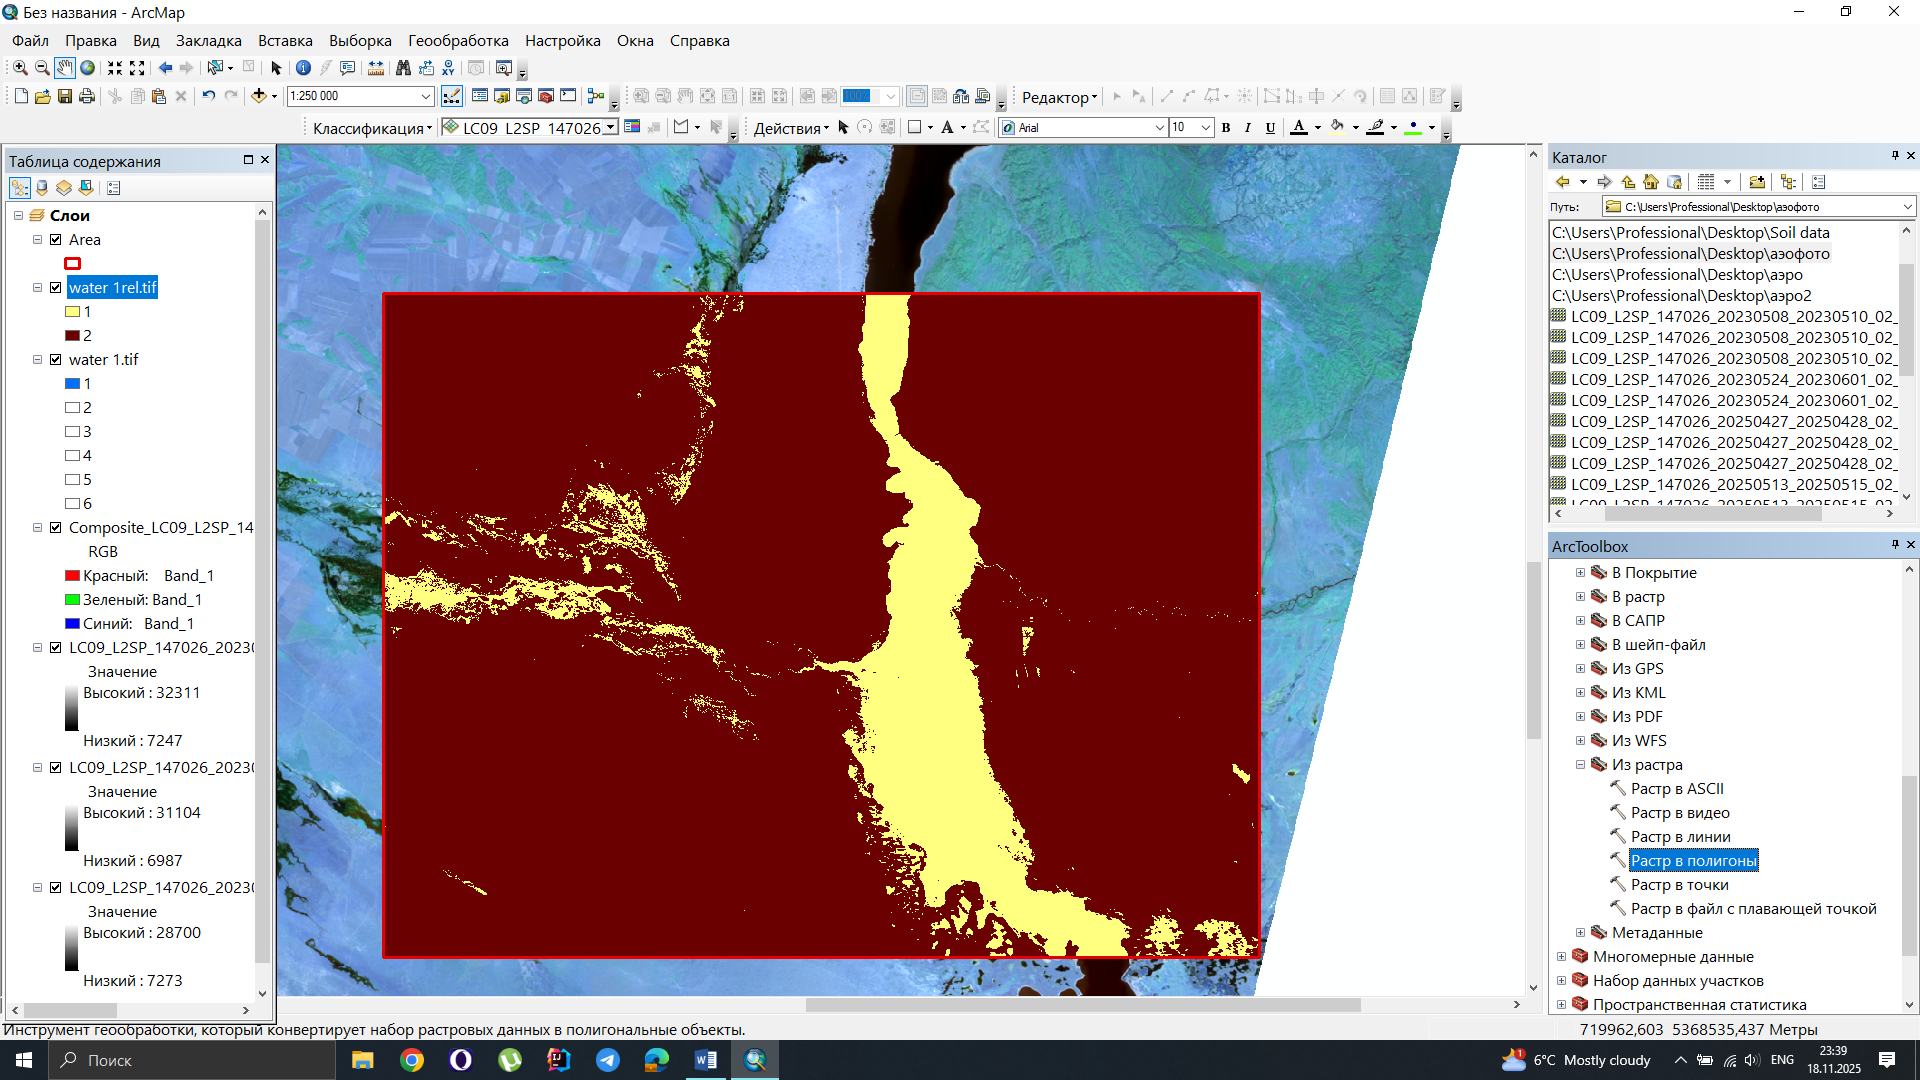 Без названия - ArcMap
Файл Правка Вид Закладка Вставка Выборка Геообработка Настройка Окна Справка
1:250 000
100%
Редактор
Классификация
LC09_L2SP_147026
Действия
Arial
10
B I U A
Таблица содержания
Слои
Area
water 1rel.tif
1
2
water 1.tif
1
2
3
4
5
6
Composite_LC09_L2SP_14
RGB
Красный: Band_1
Зеленый: Band_1
Синий: Band_1
LC09_L2SP_147026_2023
Значение
Высокий : 32311
Низкий : 7247
LC09_L2SP_147026_2023
Значение
Высокий : 31104
Низкий : 6987
LC09_L2SP_147026_2023
Значение
Высокий : 28700
Низкий : 7273
Каталог
Путь: C:\Users\Professional\Desktop\аэофото
C:\Users\Professional\Desktop\Soil data
C:\Users\Professional\Desktop\аэофото
C:\Users\Professional\Desktop\аэро
C:\Users\Professional\Desktop\аэро2
LC09_L2SP_147026_20230508_20230510_02_
LC09_L2SP_147026_20230508_20230510_02_
LC09_L2SP_147026_20230508_20230510_02_
LC09_L2SP_147026_20230524_20230601_02_
LC09_L2SP_147026_20230524_20230601_02_
LC09_L2SP_147026_20250427_20250428_02_
LC09_L2SP_147026_20250427_20250428_02_
LC09_L2SP_147026_20250427_20250428_02_
LC09_L2SP_147026_20250513_20250515_02_
LC09_L2SP_147026_20250513_20250515_02_
ArcToolbox
В Покрытие
В растр
В САПР
В шейп-файл
Из GPS
Из KML
Из PDF
Из WFS
Из растра
Растр в ASCII
Растр в видео
Растр в линии
Растр в полигоны
Растр в точки
Растр в файл с плавающей точкой
Метаданные
Многомерные данные
Набор данных участков
Пространственная статистика
Инструмент геообработки, который конвертирует набор растровых данных в полигональные объекты.
719962,603 5368535,437 Метры
Поиск
6°C Mostly cloudy
ENG
23:39
18.11.2025